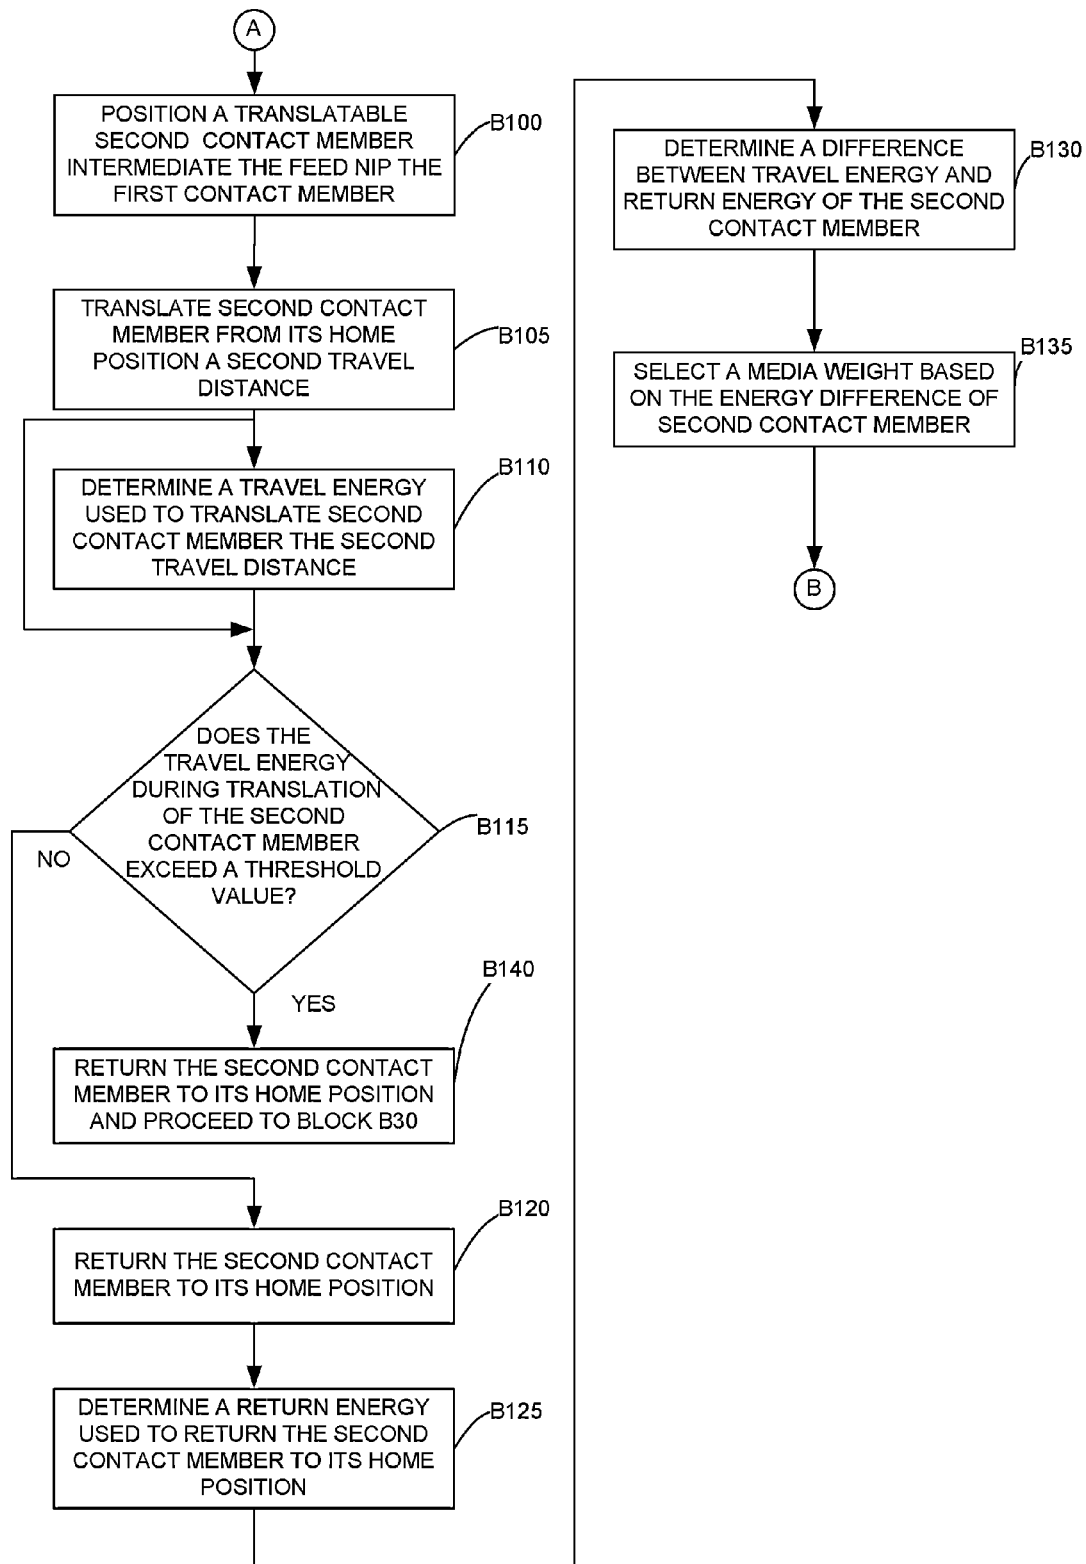 A
POSITION A TRANSLATABLE
SECOND CONTACT MEMBER
INTERMEDIATE THE FEED NIP THE
FIRST CONTACT MEMBER
B100
TRANSLATE SECOND CONTACT
MEMBER FROM ITS HOME
POSITION A SECOND TRAVEL
DISTANCE
B105
DETERMINE A TRAVEL ENERGY
USED TO TRANSLATE SECOND
CONTACT MEMBER THE SECOND
TRAVEL DISTANCE
B110
DOES THE
TRAVEL ENERGY
DURING TRANSLATION
OF THE SECOND
CONTACT MEMBER
EXCEED A THRESHOLD
VALUE?
B115
NO
YES
B140
RETURN THE SECOND CONTACT
MEMBER TO ITS HOME POSITION
AND PROCEED TO BLOCK B30
B120
RETURN THE SECOND CONTACT
MEMBER TO ITS HOME POSITION
DETERMINE A RETURN ENERGY
USED TO RETURN THE SECOND
CONTACT MEMBER TO ITS HOME
POSITION
B125
DETERMINE A DIFFERENCE
BETWEEN TRAVEL ENERGY AND
RETURN ENERGY OF THE SECOND
CONTACT MEMBER
B130
SELECT A MEDIA WEIGHT BASED
ON THE ENERGY DIFFERENCE OF
SECOND CONTACT MEMBER
B135
B